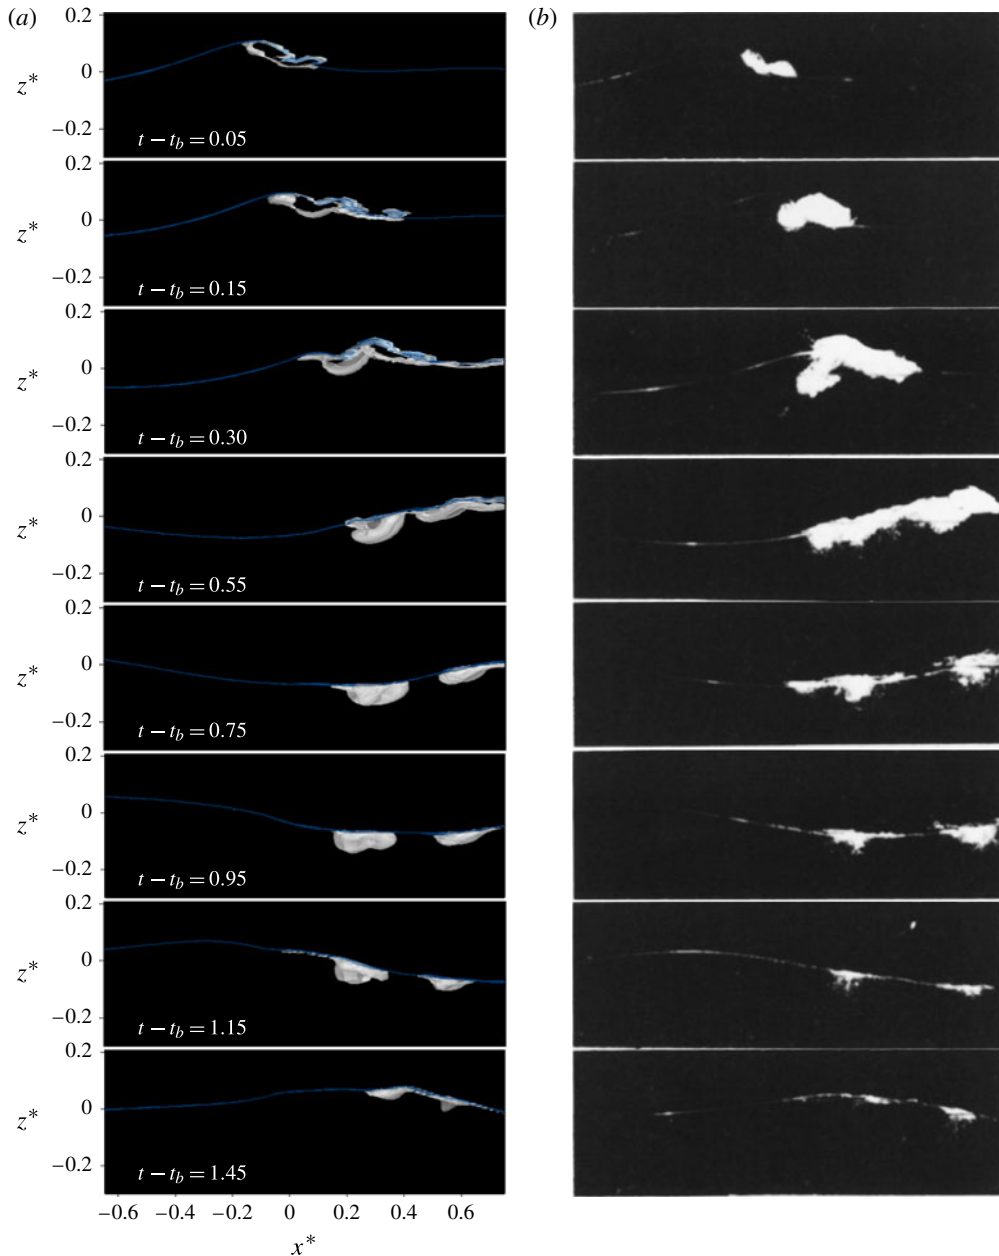 (a) (b)
0.2
0
z*
−0.2
t − t_b = 0.05
0.2
0
z*
−0.2
t − t_b = 0.15
0.2
0
z*
−0.2
t − t_b = 0.30
0.2
0
z*
−0.2
t − t_b = 0.55
0.2
0
z*
−0.2
t − t_b = 0.75
0.2
0
z*
−0.2
t − t_b = 0.95
0.2
0
z*
−0.2
t − t_b = 1.15
0.2
0
z*
−0.2
t − t_b = 1.45
−0.6 −0.4 −0.2 0 0.2 0.4 0.6
x*